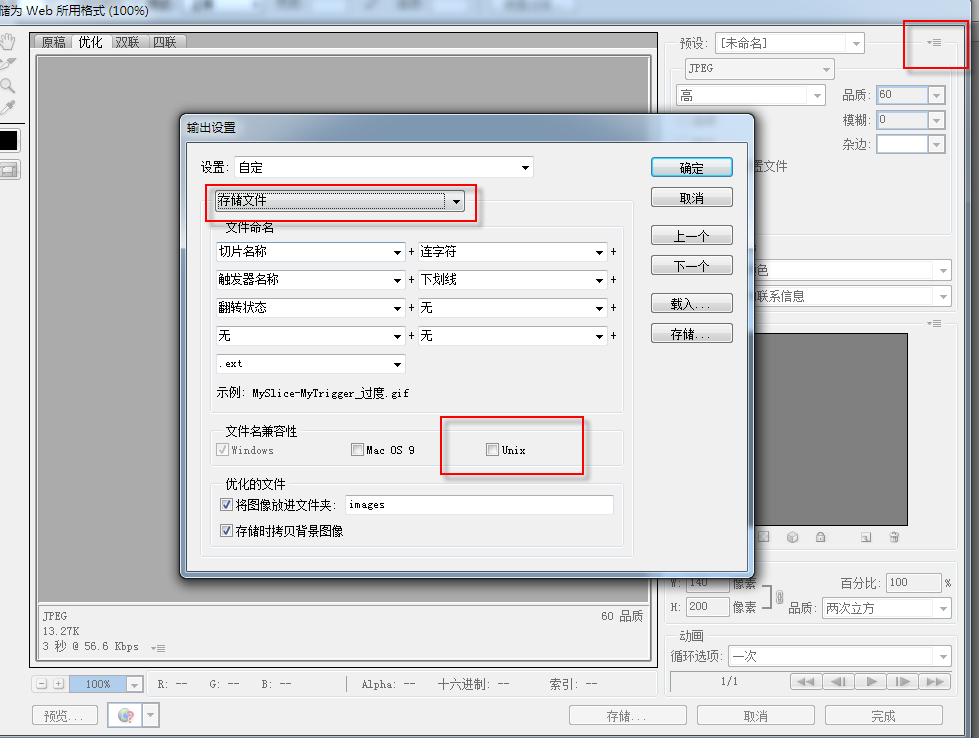 储为 Web 所用格式 (100%)
原稿 优化 双联 四联
预设: [未命名]
JPEG
高 品质: 60
模糊: 0
杂边:
置文件
色
联系信息
输出设置
设置: 自定
存储文件
文件命名
切片名称 + 连字符 +
触发器名称 + 下划线 +
翻转状态 + 无 +
无 + 无 +
.ext
示例: MySlice-MyTrigger_过度.gif
文件名兼容性
Windows Mac OS 9 Unix
优化的文件
将图像放进文件夹: images
存储时拷贝背景图像
确定
取消
上一个
下一个
载入...
存储...
W: 140 像素
H: 200 像素
百分比: 100 %
品质: 两次立方
动画
循环选项: 一次
1/1
JPEG
13.27K
3 秒 @ 56.6 Kbps
60 品质
100% R: -- G: -- B: -- Alpha: -- 十六进制: -- 索引: --
预览... 存储... 取消 完成